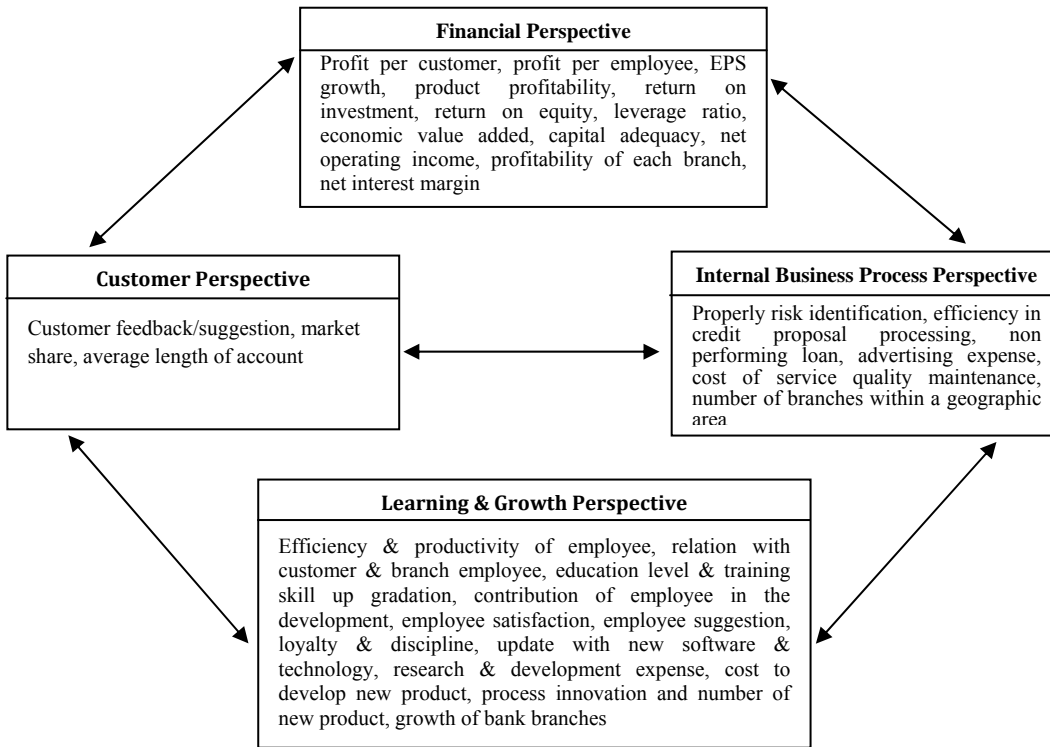 Financial Perspective
Profit per customer, profit per employee, EPS
growth, product profitability, return on
investment, return on equity, leverage ratio,
economic value added, capital adequacy, net
operating income, profitability of each branch,
net interest margin
Customer Perspective
Customer feedback/suggestion, market
share, average length of account
Internal Business Process Perspective
Properly risk identification, efficiency in
credit proposal processing, non
performing loan, advertising expense,
cost of service quality maintenance,
number of branches within a geographic
area
Learning & Growth Perspective
Efficiency & productivity of employee, relation with
customer & branch employee, education level & training
skill up gradation, contribution of employee in the
development, employee satisfaction, employee suggestion,
loyalty & discipline, update with new software &
technology, research & development expense, cost to
develop new product, process innovation and number of
new product, growth of bank branches